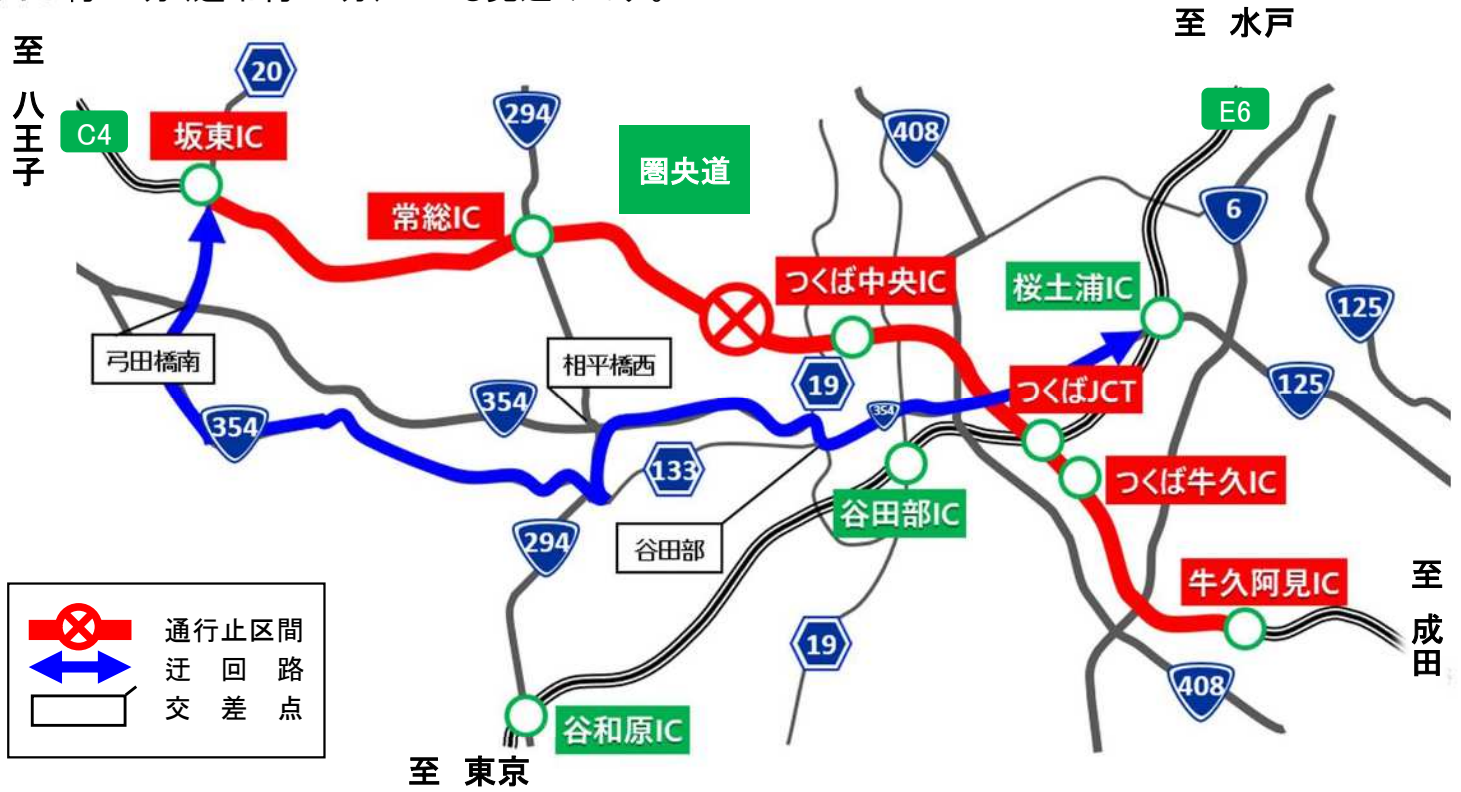 至 水戸
至 八王子
C4
20
坂東IC
294
圏央道
408
E6
6
常総IC
つくば中央IC
桜土浦IC
125
弓田橋南
相平橋西
19
つくばJCT
125
354
354
354
133
つくば牛久IC
谷田部IC
294
谷田部
牛久阿見IC
至 成田
19
408
通行止区間
迂回路
交差点
谷和原IC
至 東京